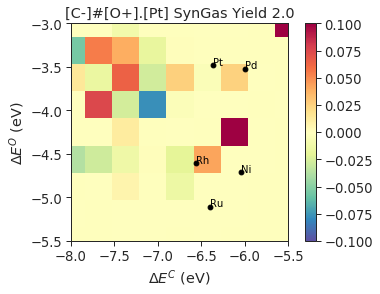 [C-]#[O+].[Pt] SynGas Yield 2.0
−3.0
−3.5
−4.0
−4.5
−5.0
−5.5
ΔE^O (eV)
Pt
Pd
Rh
Ni
Ru
−8.0 −7.5 −7.0 −6.5 −6.0 −5.5
ΔE^C (eV)
0.100
0.075
0.050
0.025
0.000
−0.025
−0.050
−0.075
−0.100